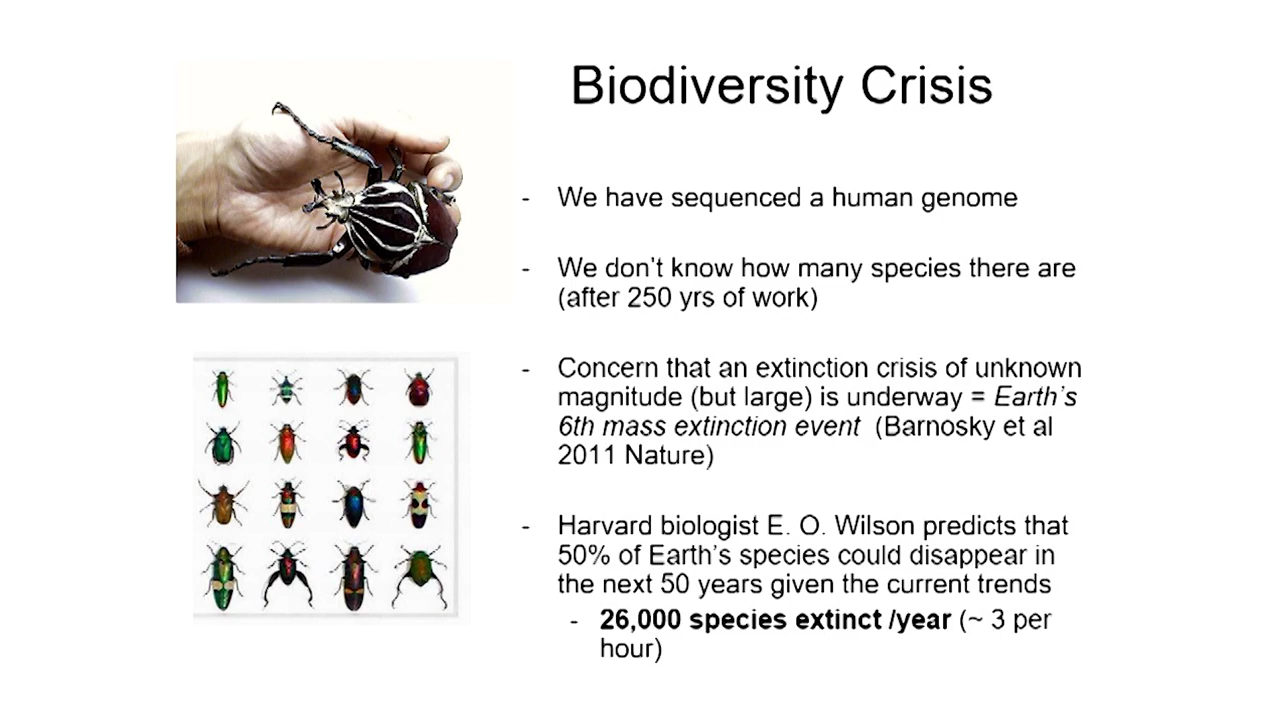 Biodiversity Crisis
- We have sequenced a human genome
- We don't know how many species there are
(after 250 yrs of work)
- Concern that an extinction crisis of unknown
magnitude (but large) is underway = Earth's
6th mass extinction event (Barnosky et al
2011 Nature)
- Harvard biologist E. O. Wilson predicts that
50% of Earth's species could disappear in
the next 50 years given the current trends
- 26,000 species extinct /year (~ 3 per
hour)